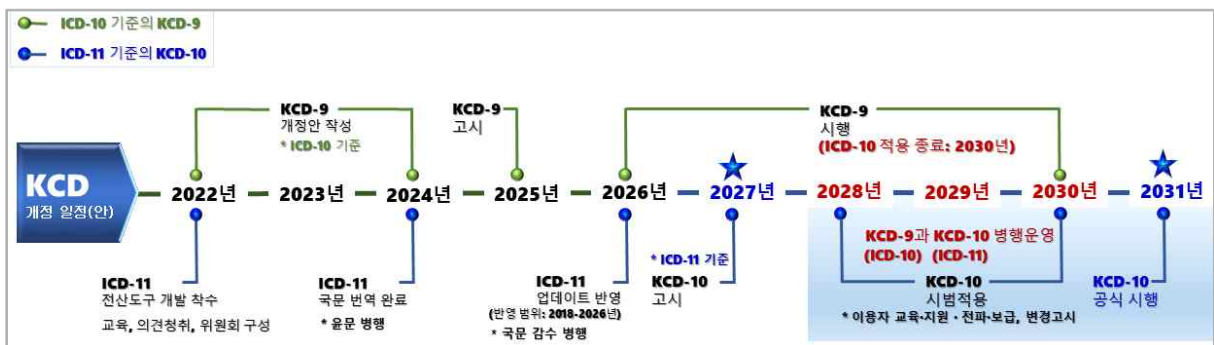 ICD-10 기준의 KCD-9
ICD-11 기준의 KCD-10
KCD-9
개정안 작성
* ICD-10 기준
KCD-9
고시
KCD-9
시행
(ICD-10 적용 종료: 2030년)
KCD
개정 일정(안)
2022년
2023년
2024년
2025년
2026년
2027년
2028년
2029년
2030년
2031년
ICD-11
전산도구 개발 착수
교육, 의견청취, 위원회 구성
ICD-11
국문 번역 완료
* 윤문 병행
ICD-11
업데이트 반영
(반영 범위: 2018-2026년)
* 국문 감수 병행
* ICD-11 기준
KCD-10
고시
KCD-9과 KCD-10 병행운영
(ICD-10) (ICD-11)
KCD-10
시범적용
* 이용자 교육·지원·전파·보급, 변경고시
KCD-10
공식 시행